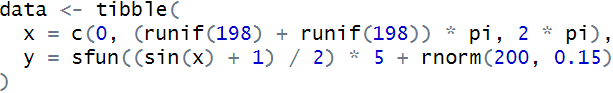 data <- tibble(
  x = c(0, (runif(198) + runif(198)) * pi, 2 * pi),
  y = sfun((sin(x) + 1) / 2) * 5 + rnorm(200, 0.15)
)